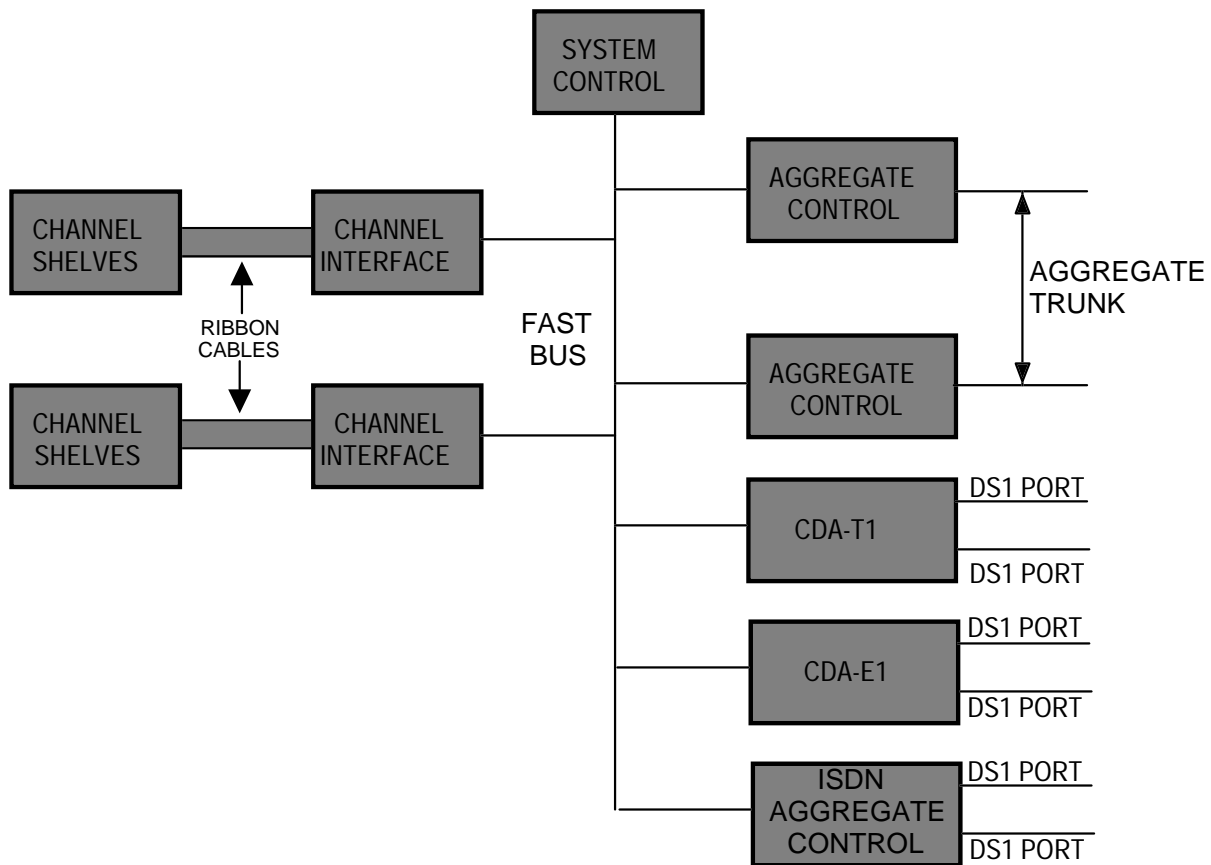 SYSTEM
CONTROL
CHANNEL
SHELVES
CHANNEL
INTERFACE
RIBBON
CABLES
CHANNEL
SHELVES
CHANNEL
INTERFACE
FAST
BUS
AGGREGATE
CONTROL
AGGREGATE
TRUNK
AGGREGATE
CONTROL
CDA-T1
DS1 PORT
DS1 PORT
CDA-E1
DS1 PORT
DS1 PORT
ISDN
AGGREGATE
CONTROL
DS1 PORT
DS1 PORT